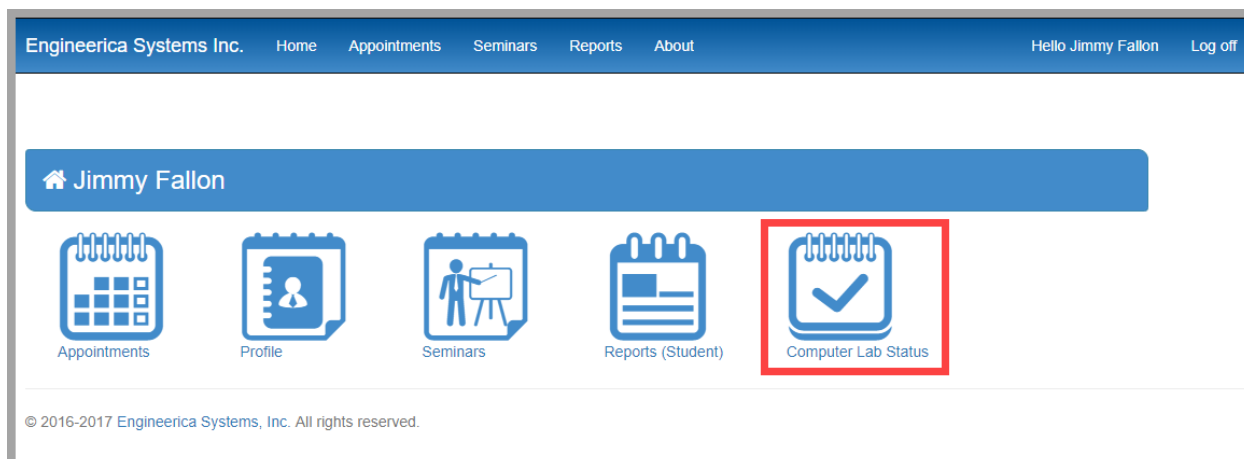 Engineerica Systems Inc. Home Appointments Seminars Reports About Hello Jimmy Fallon Log off
Jimmy Fallon
Appointments Profile Seminars Reports (Student) Computer Lab Status
© 2016-2017 Engineerica Systems, Inc. All rights reserved.